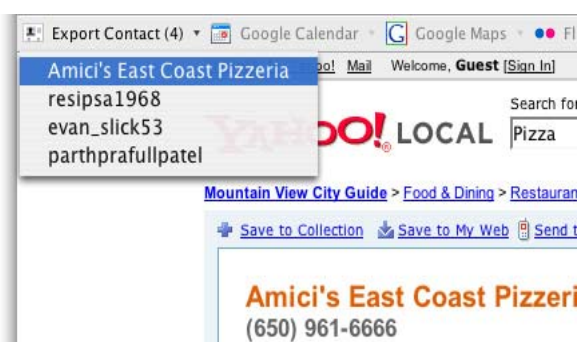 Export Contact (4) ▾ Google Calendar ▾ Google Maps ▾ Fl
Amici's East Coast Pizzeria
resipsa1968
evan_slick53
parthprafullpatel
oo! Mail Welcome, Guest [Sign In]
YAHOO! LOCAL
Search for
Pizza
Mountain View City Guide > Food & Dining > Restauran
Save to Collection Save to My Web Send t
Amici's East Coast Pizzeri
(650) 961-6666